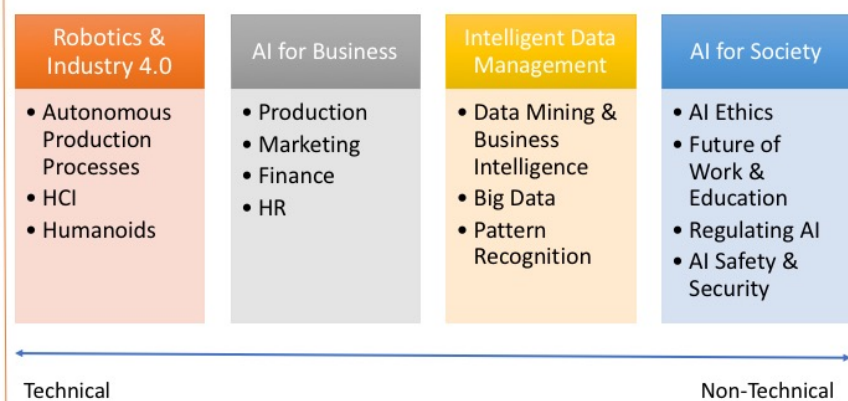 Robotics &
Industry 4.0
• Autonomous
Production
Processes
• HCI
• Humanoids
AI for Business
• Production
• Marketing
• Finance
• HR
Intelligent Data
Management
• Data Mining &
Business
Intelligence
• Big Data
• Pattern
Recognition
AI for Society
• AI Ethics
• Future of
Work &
Education
• Regulating AI
• AI Safety &
Security
Technical
Non-Technical